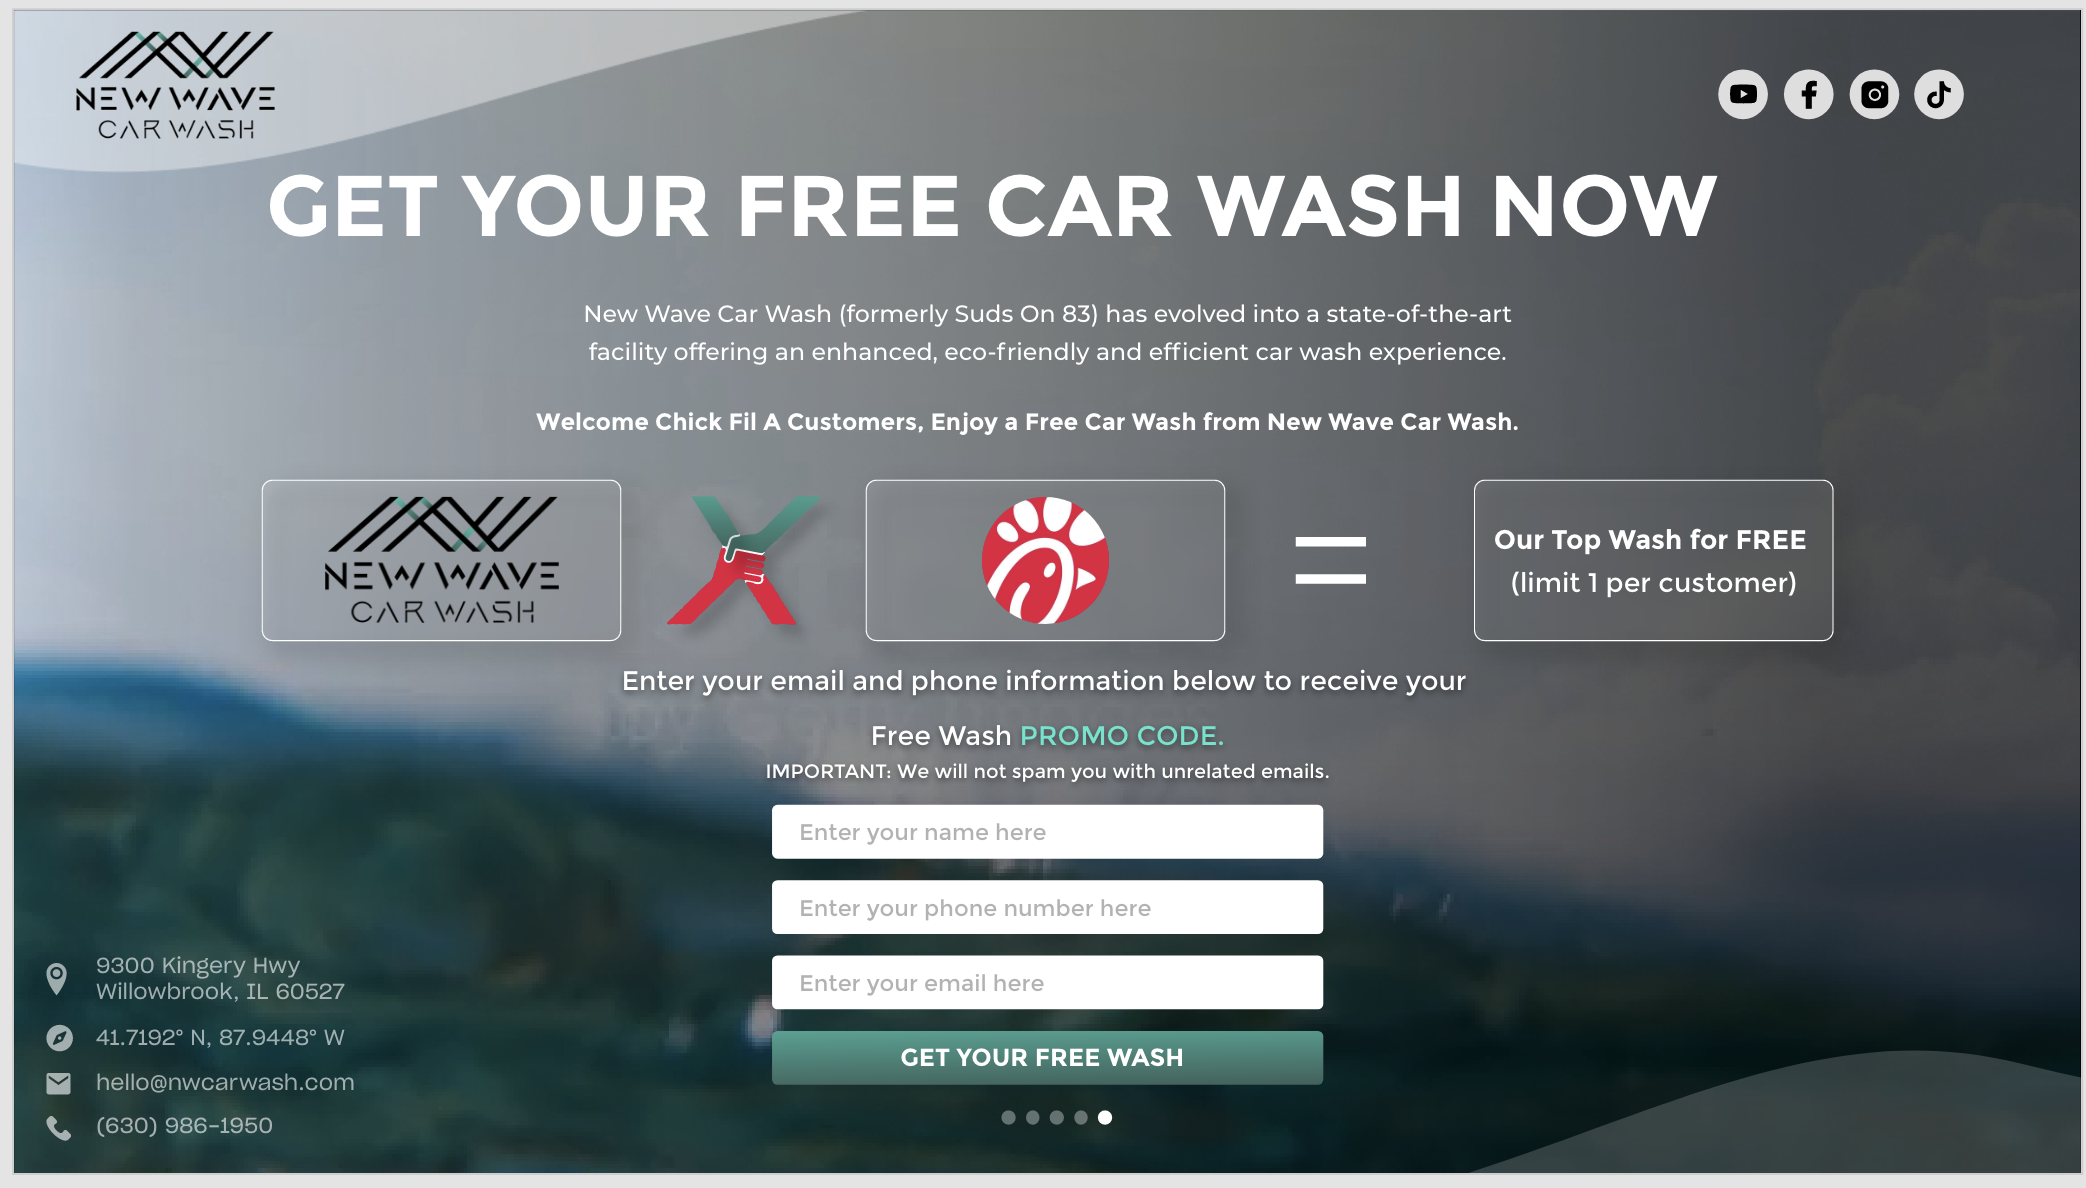 NEW WAVE
CAR WASH
GET YOUR FREE CAR WASH NOW
New Wave Car Wash (formerly Suds On 83) has evolved into a state-of-the-art
facility offering an enhanced, eco-friendly and efficient car wash experience.
Welcome Chick Fil A Customers, Enjoy a Free Car Wash from New Wave Car Wash.
NEW WAVE
CAR WASH
X
=
Our Top Wash for FREE
(limit 1 per customer)
Enter your email and phone information below to receive your
Free Wash PROMO CODE.
IMPORTANT: We will not spam you with unrelated emails.
Enter your name here
Enter your phone number here
Enter your email here
GET YOUR FREE WASH
9300 Kingery Hwy
Willowbrook, IL 60527
41.7192° N, 87.9448° W
hello@nwcarwash.com
(630) 986-1950